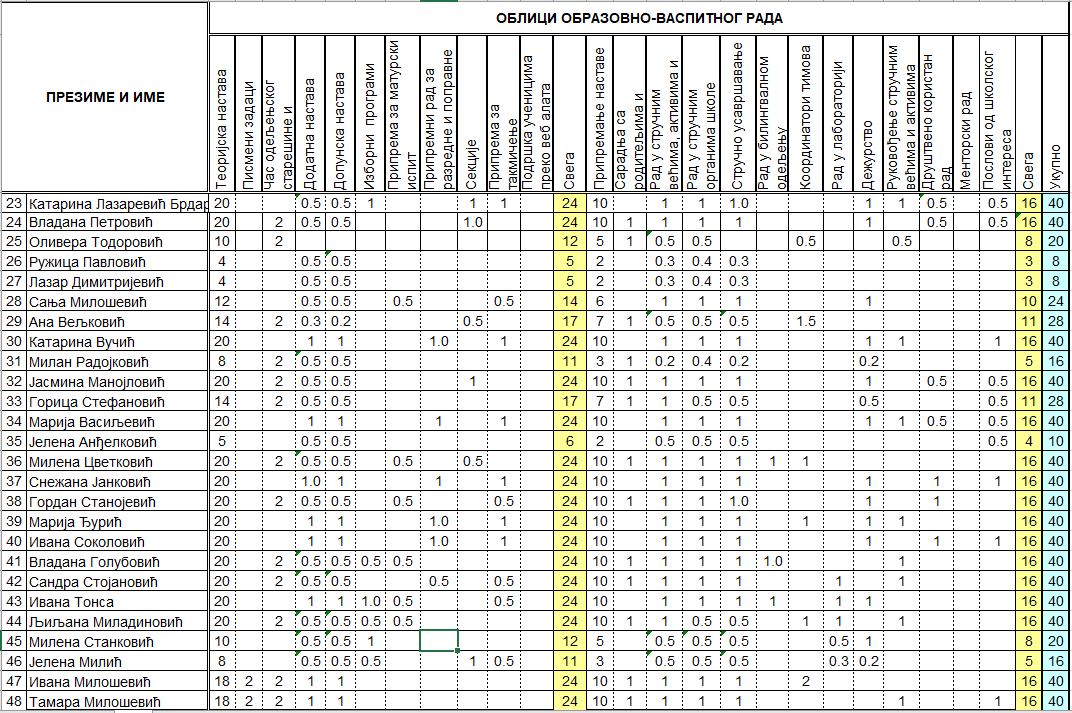 ОБЛИЦИ ОБРАЗОВНО-ВАСПИТНОГ РАДА
ПРЕЗИМЕ И ИМЕ
Теоријска настава
Писмени задаци
Час одељењског старешине и
Додатна настава
Допунска настава
Изборни програми
Припрема за матурски испит
Припремни рад за разредне и поправне
Секције
Припрема за такмичење
Подршка ученицима преко веб алата
Свега
Припремање наставе
Сарадња са родитељима и
Рад у стручним већима, активима и
Рад у стручним органима школе
Стручно усавршавање
Рад у билингвалном одељењу
Координатори тимова
Рад у лабораторији
Дежурство
Руковођење стручним већима и активима
Друштвено користан рад
Менторски рад
Послови од школског интереса
Свега
Укупно
23 Катарина Лазаревић Брдар 20 0.5 0.5 1 1 1 24 10 1 1 1.0 1 1 0.5 0.5 16 40
24 Владана Петровић 20 2 0.5 0.5 1.0 24 10 1 1 1 1 1 0.5 0.5 16 40
25 Оливера Тодоровић 10 2 12 5 1 0.5 0.5 0.5 0.5 8 20
26 Ружица Павловић 4 0.5 0.5 5 2 0.3 0.4 0.3 3 8
27 Лазар Димитријевић 4 0.5 0.5 5 2 0.3 0.4 0.3 3 8
28 Сања Милошевић 12 0.5 0.5 0.5 0.5 14 6 1 1 1 1 10 24
29 Ана Вељковић 14 2 0.3 0.2 0.5 17 7 1 0.5 0.5 0.5 1.5 11 28
30 Катарина Вучић 20 1 1 1.0 1 24 10 1 1 1 1 1 1 16 40
31 Милан Радојковић 8 2 0.5 0.5 11 3 1 0.2 0.4 0.2 0.2 5 16
32 Јасмина Манојловић 20 2 0.5 0.5 1 24 10 1 1 1 1 1 0.5 0.5 16 40
33 Горица Стефановић 14 2 0.5 0.5 17 7 1 1 0.5 0.5 0.5 0.5 11 28
34 Марија Васиљевић 20 1 1 1 1 24 10 1 1 1 1 1 0.5 0.5 16 40
35 Јелена Анђелковић 5 0.5 0.5 6 2 0.5 0.5 0.5 0.5 4 10
36 Милена Цветковић 20 2 0.5 0.5 0.5 0.5 24 10 1 1 1 1 1 1 16 40
37 Снежана Јанковић 20 1.0 1 1 1 24 10 1 1 1 1 1 1 16 40
38 Гордан Станојевић 20 2 0.5 0.5 0.5 0.5 24 10 1 1 1 1.0 1 1 16 40
39 Марија Ђурић 20 1 1 1.0 1 24 10 1 1 1 1 1 1 16 40
40 Ивана Соколовић 20 1 1 1.0 1 24 10 1 1 1 1 1 1 16 40
41 Владана Голубовић 20 2 0.5 0.5 0.5 0.5 24 10 1 1 1 1 1.0 1 16 40
42 Сандра Стојановић 20 2 0.5 0.5 0.5 0.5 24 10 1 1 1 1 1 1 16 40
43 Ивана Тонса 20 1 1 1.0 0.5 0.5 24 10 1 1 1 1 1 1 16 40
44 Љиљана Миладиновић 20 2 0.5 0.5 0.5 0.5 24 10 1 1 0.5 0.5 1 1 1 16 40
45 Милена Станковић 10 0.5 0.5 1 12 5 0.5 0.5 0.5 0.5 1 8 20
46 Јелена Милић 8 0.5 0.5 0.5 1 0.5 11 3 0.5 0.5 0.5 0.3 0.2 5 16
47 Ивана Милошевић 18 2 2 1 1 24 10 1 1 1 1 2 16 40
48 Тамара Милошевић 18 2 2 1 1 24 10 1 1 1 1 1 1 16 40